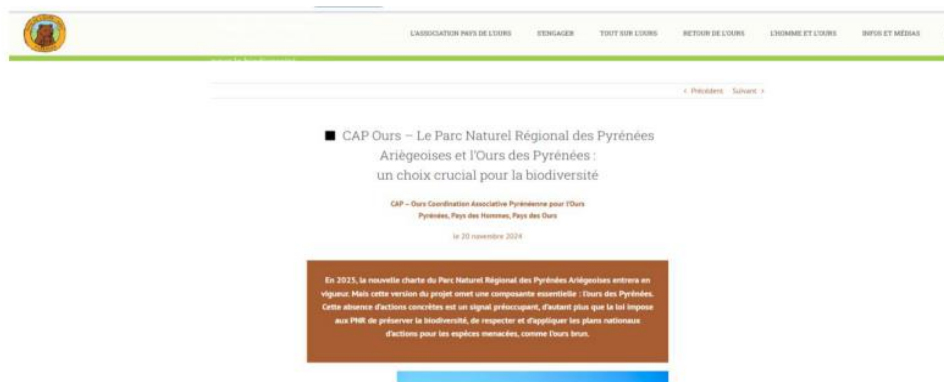 L'ASSOCIATION PAYS DE L'OURS S'ENGAGER TOUT SUR L'OURS RETOUR DE L'OURS L'HOMME ET L'OURS INFOS ET MÉDIAS
‹ Précédent Suivant ›
CAP Ours – Le Parc Naturel Régional des Pyrénées
Ariégeoises et l'Ours des Pyrénées :
un choix crucial pour la biodiversité
CAP – Ours Coordination Associative Pyrénéenne pour l'Ours
Pyrénées, Pays des Hommes, Pays des Ours
le 20 novembre 2024
En 2025, la nouvelle charte du Parc Naturel Régional des Pyrénées Ariégeoises entrera en
vigueur. Mais cette version du projet omet une composante essentielle : l'ours des Pyrénées.
Cette absence d'actions concrètes est un signal préoccupant, d'autant plus que la loi impose
aux PNR de préserver la biodiversité, de respecter et d'appliquer les plans nationaux
d'actions pour les espèces menacées, comme l'ours brun.